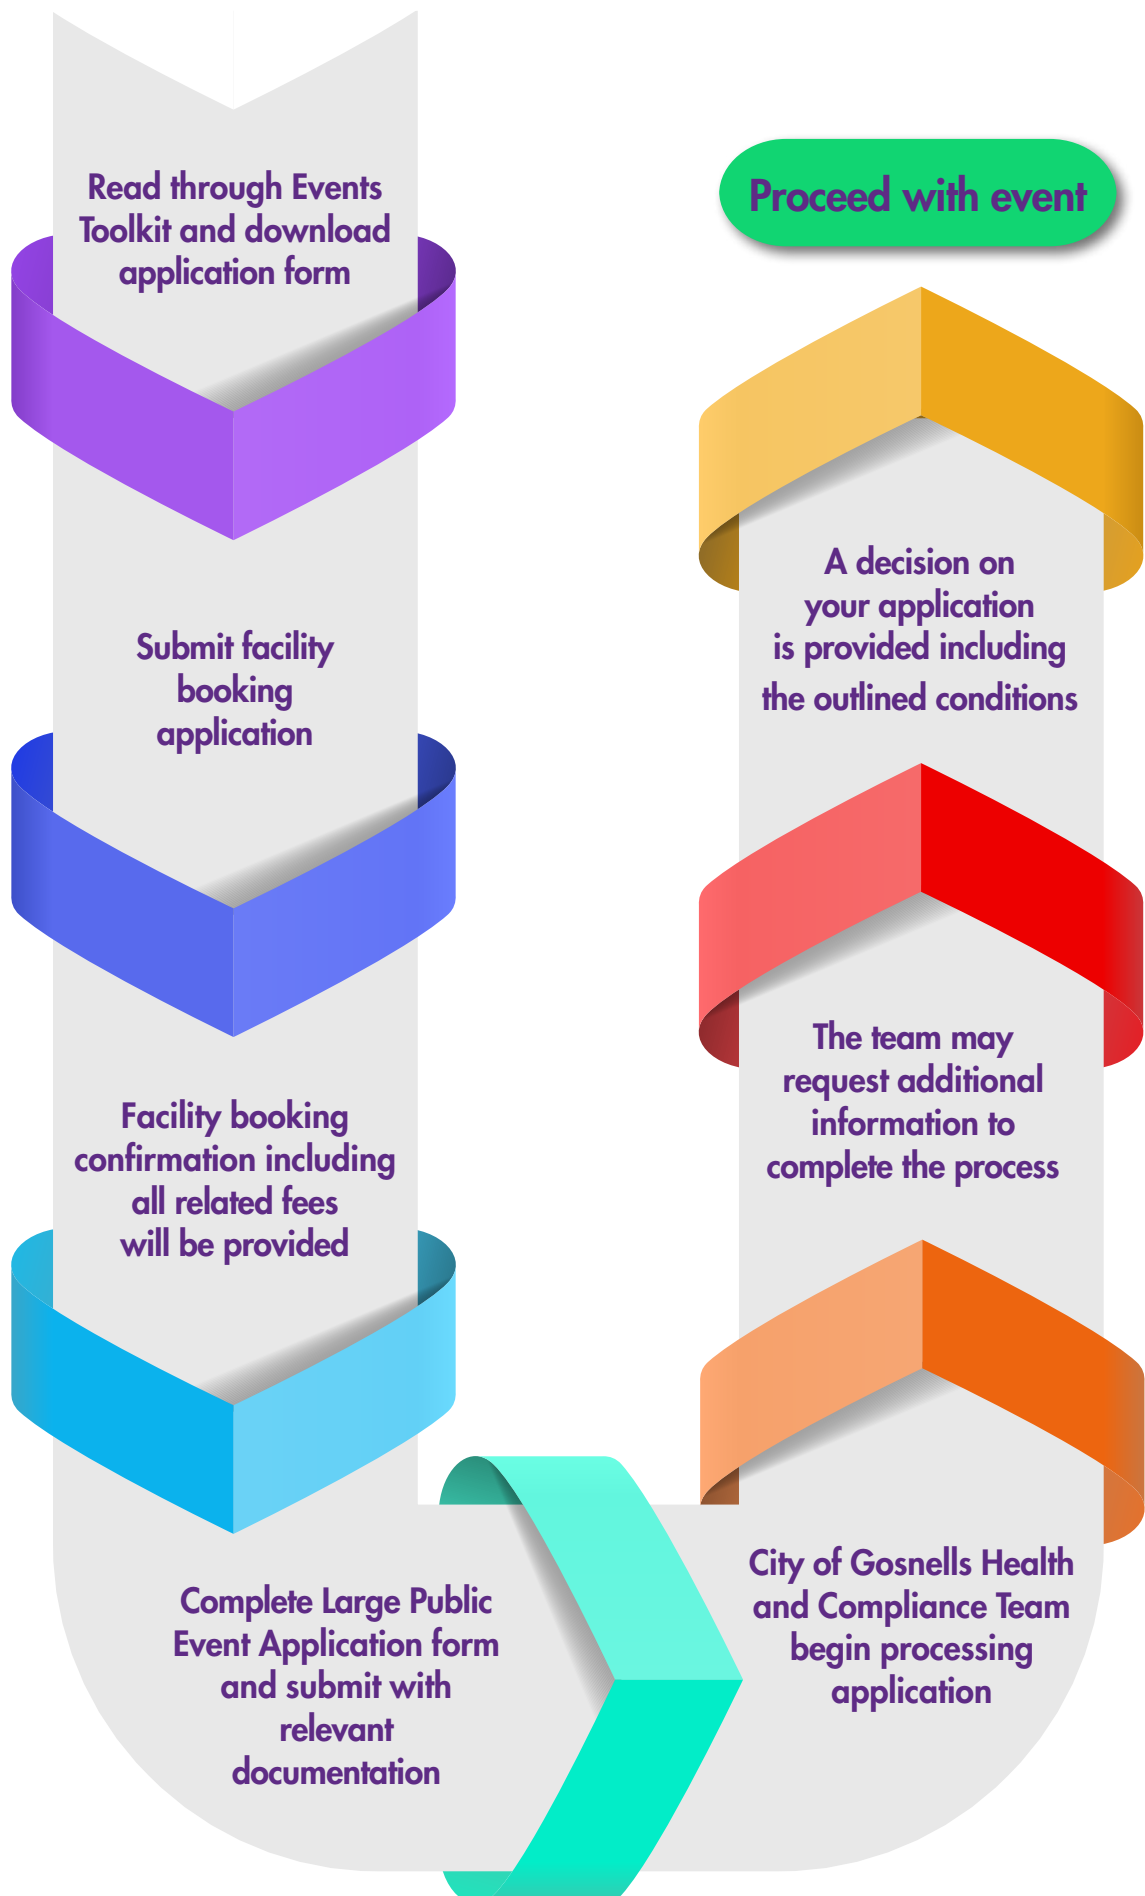 Read through Events
Toolkit and download
application form
Submit facility
booking
application
Facility booking
confirmation including
all related fees
will be provided
Complete Large Public
Event Application form
and submit with
relevant
documentation
City of Gosnells Health
and Compliance Team
begin processing
application
The team may
request additional
information to
complete the process
A decision on
your application
is provided including
the outlined conditions
Proceed with event